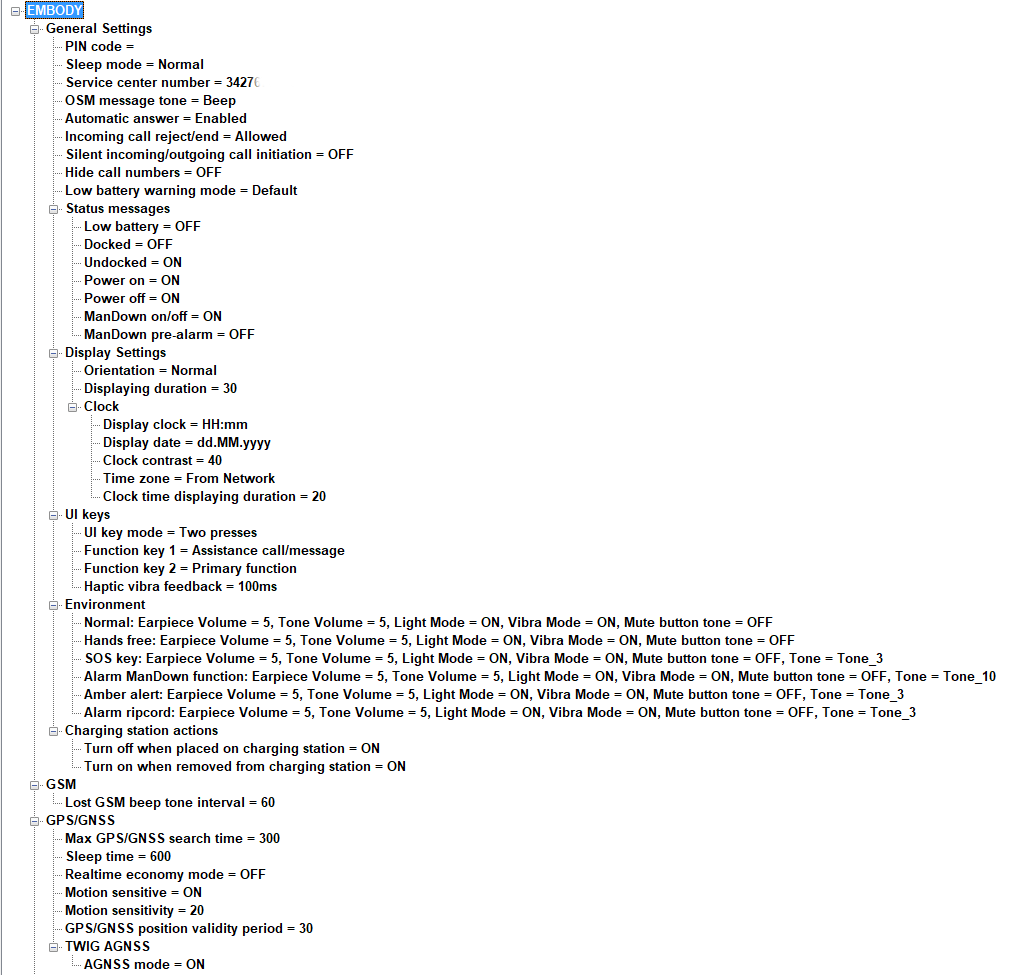 EMBODY
General Settings
PIN code =
Sleep mode = Normal
Service center number = 34276
OSM message tone = Beep
Automatic answer = Enabled
Incoming call reject/end = Allowed
Silent incoming/outgoing call initiation = OFF
Hide call numbers = OFF
Low battery warning mode = Default
Status messages
Low battery = OFF
Docked = OFF
Undocked = ON
Power on = ON
Power off = ON
ManDown on/off = ON
ManDown pre-alarm = OFF
Display Settings
Orientation = Normal
Displaying duration = 30
Clock
Display clock = HH:mm
Display date = dd.MM.yyyy
Clock contrast = 40
Time zone = From Network
Clock time displaying duration = 20
UI keys
UI key mode = Two presses
Function key 1 = Assistance call/message
Function key 2 = Primary function
Haptic vibra feedback = 100ms
Environment
Normal: Earpiece Volume = 5, Tone Volume = 5, Light Mode = ON, Vibra Mode = ON, Mute button tone = OFF
Hands free: Earpiece Volume = 5, Tone Volume = 5, Light Mode = ON, Vibra Mode = ON, Mute button tone = OFF
SOS key: Earpiece Volume = 5, Tone Volume = 5, Light Mode = ON, Vibra Mode = ON, Mute button tone = OFF, Tone = Tone_3
Alarm ManDown function: Earpiece Volume = 5, Tone Volume = 5, Light Mode = ON, Vibra Mode = ON, Mute button tone = OFF, Tone = Tone_10
Amber alert: Earpiece Volume = 5, Tone Volume = 5, Light Mode = ON, Vibra Mode = ON, Mute button tone = OFF, Tone = Tone_3
Alarm ripcord: Earpiece Volume = 5, Tone Volume = 5, Light Mode = ON, Vibra Mode = ON, Mute button tone = OFF, Tone = Tone_3
Charging station actions
Turn off when placed on charging station = ON
Turn on when removed from charging station = ON
GSM
Lost GSM beep tone interval = 60
GPS/GNSS
Max GPS/GNSS search time = 300
Sleep time = 600
Realtime economy mode = OFF
Motion sensitive = ON
Motion sensitivity = 20
GPS/GNSS position validity period = 30
TWIG AGNSS
AGNSS mode = ON